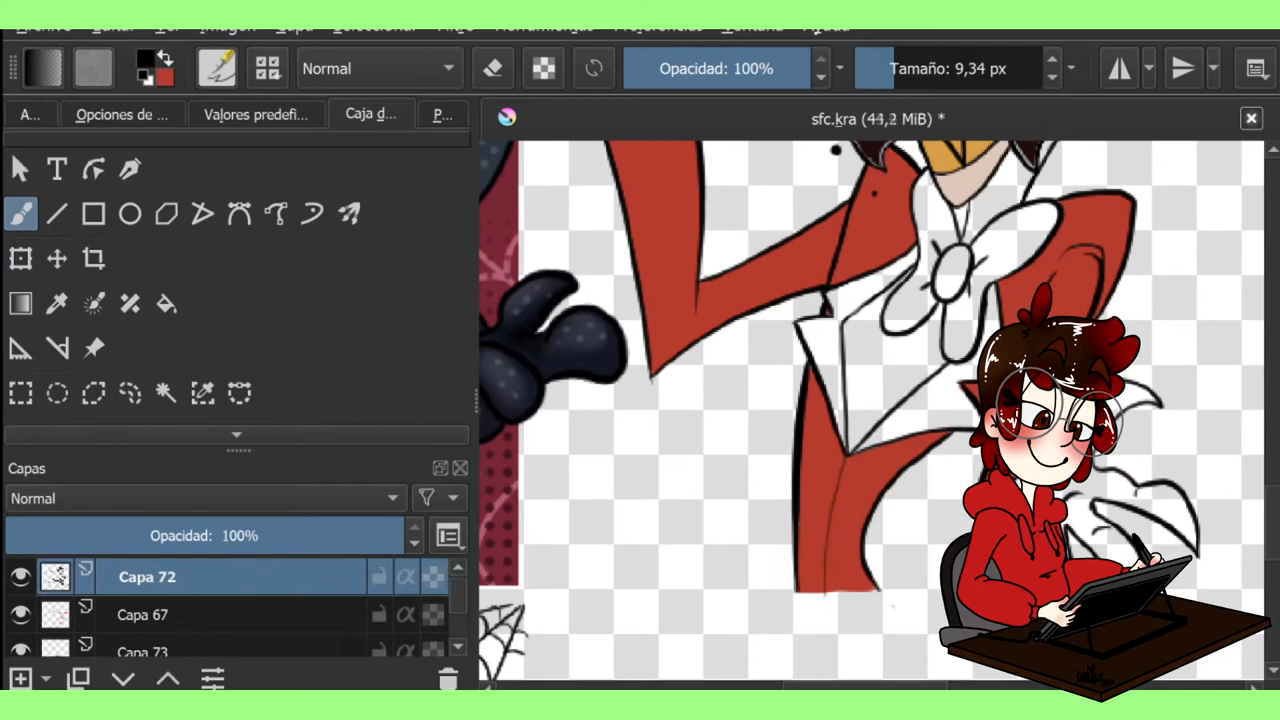 Normal
Opacidad: 100%
Tamaño: 9,34 px
A...
Opciones de ...
Valores predefi...
Caja d...
P...
sfc.kra (44,2 MiB) *
Capas
Normal
Opacidad: 100%
Capa 72
Capa 67
Capa 73